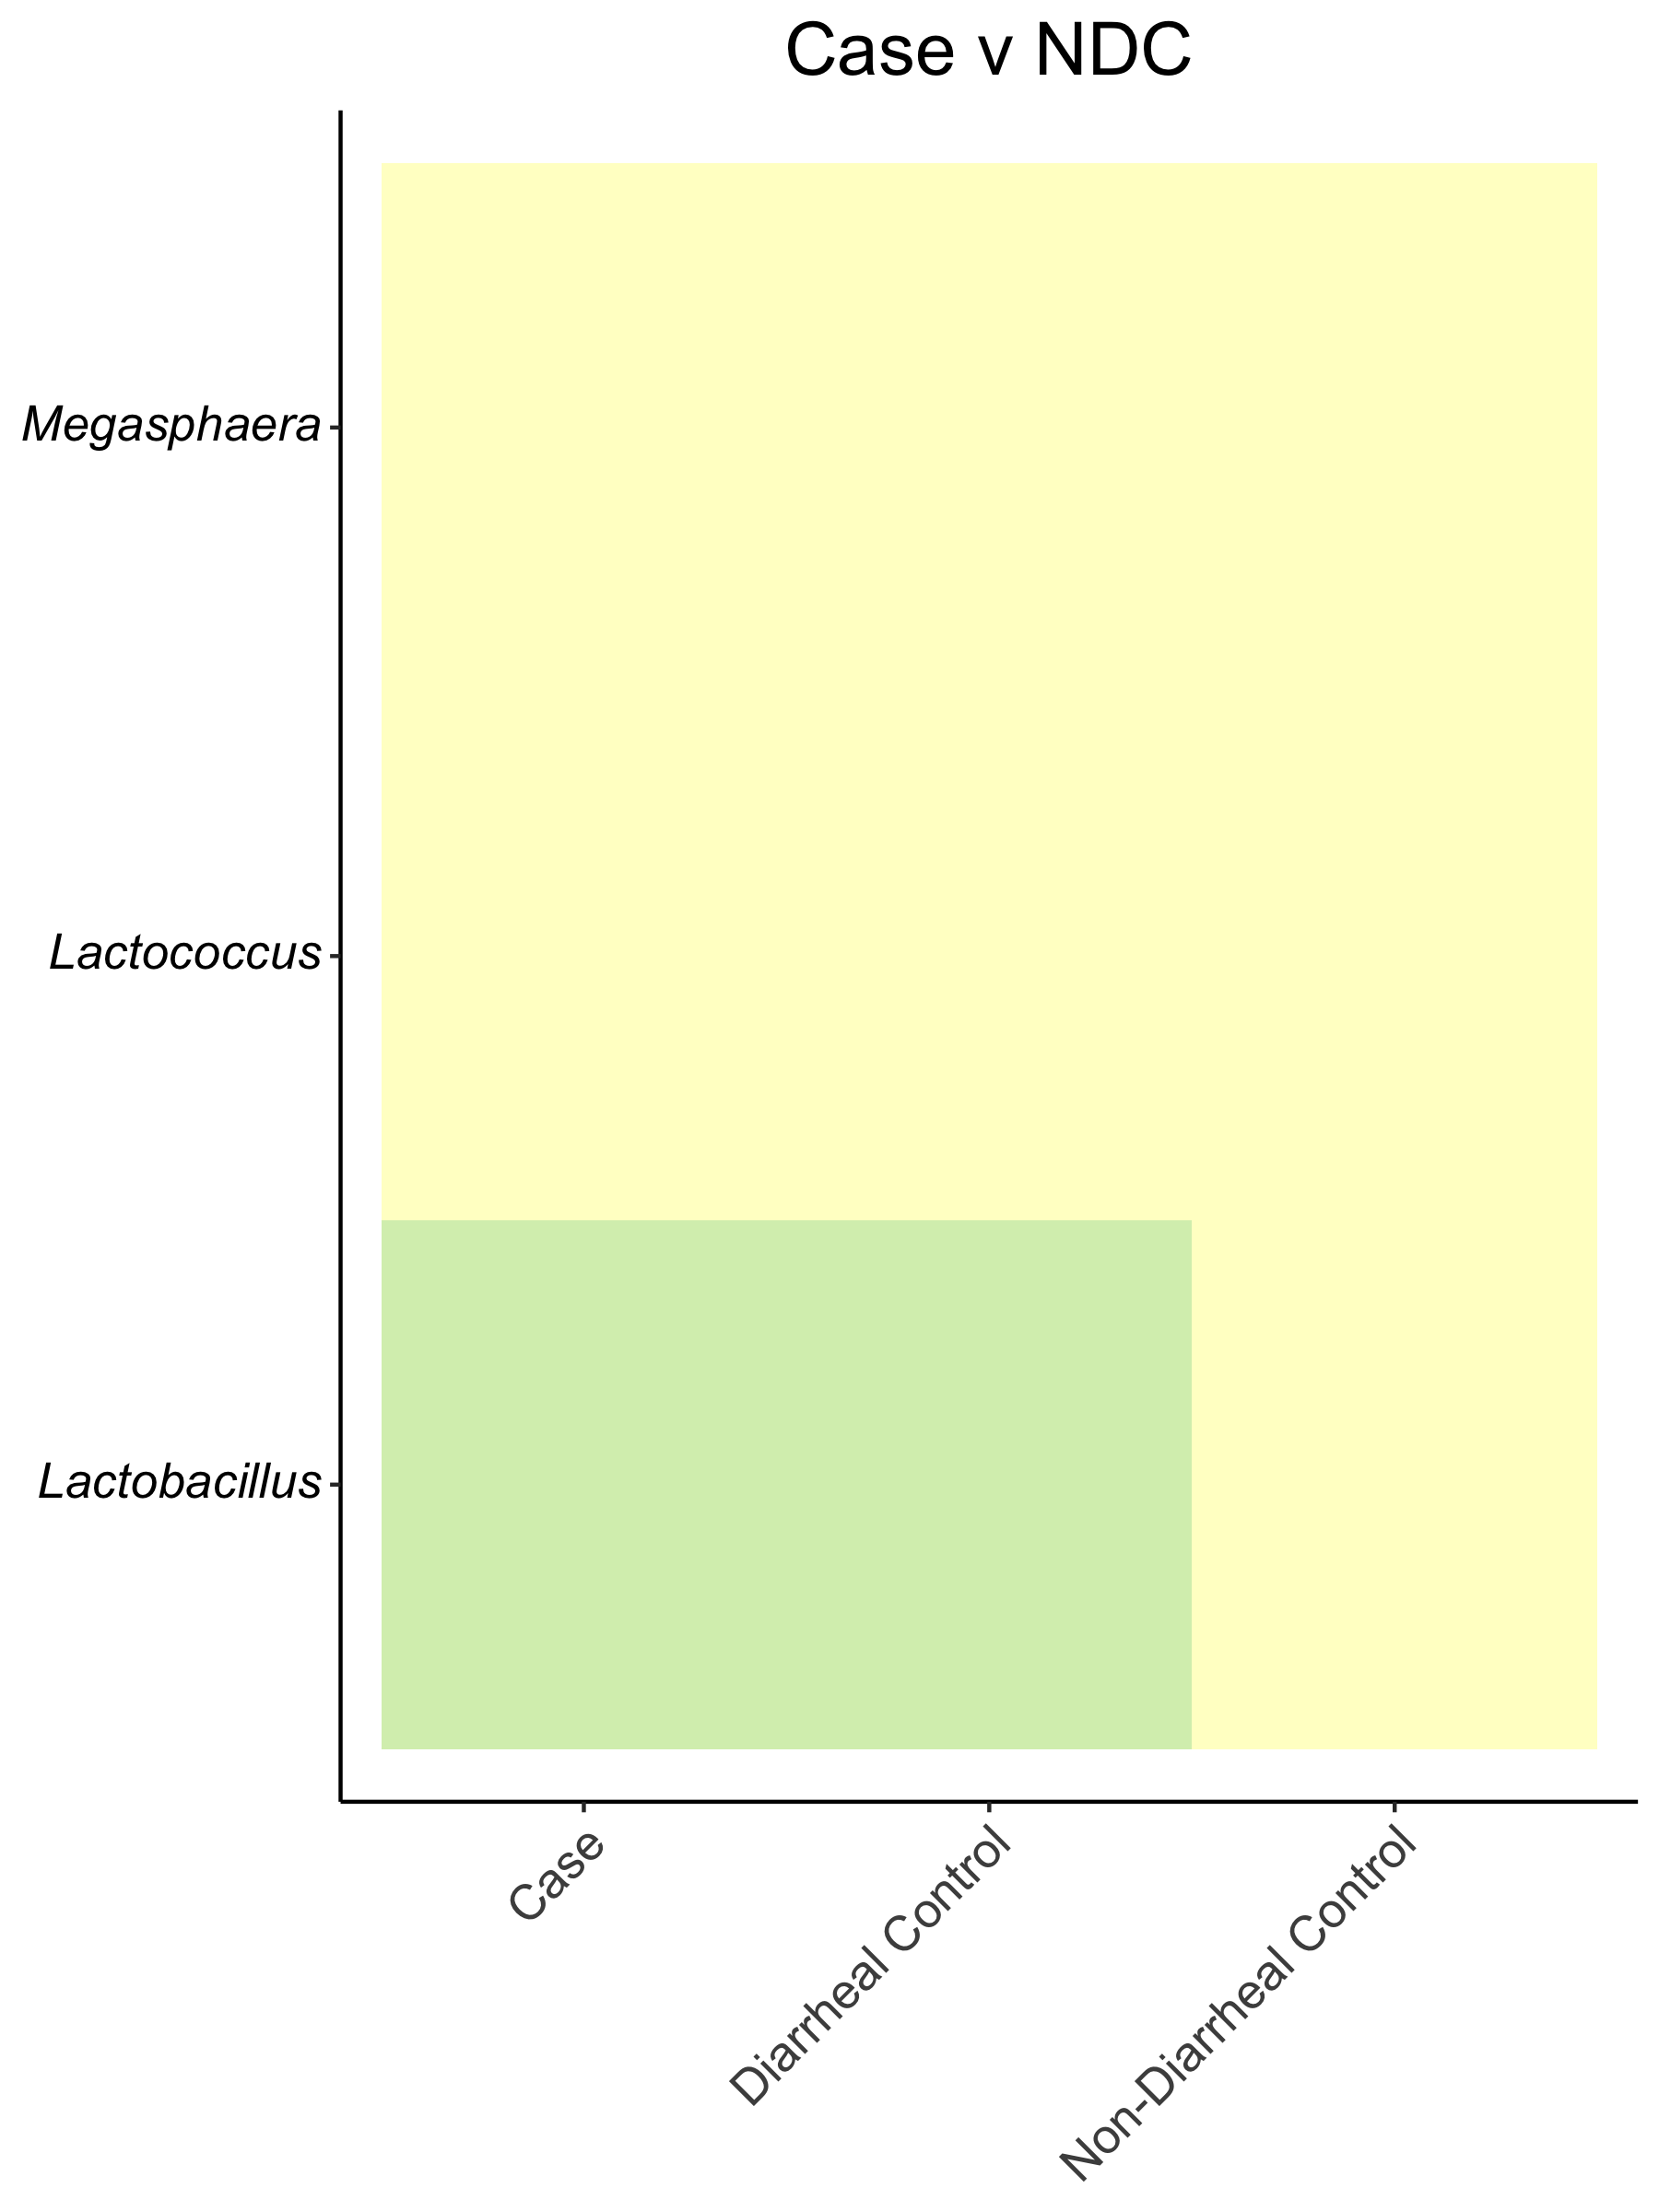 Case v NDC
Megasphaera
Lactococcus
Lactobacillus
Case
Diarrheal Control
Non-Diarrheal Control